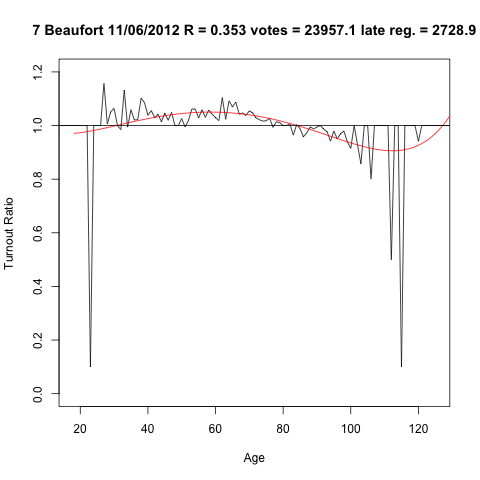 7 Beaufort 11/06/2012 R = 0.353 votes = 23957.1 late reg. = 2728.9
Turnout Ratio
1.2
1.0
0.8
0.6
0.4
0.2
0.0
20 40 60 80 100 120
Age